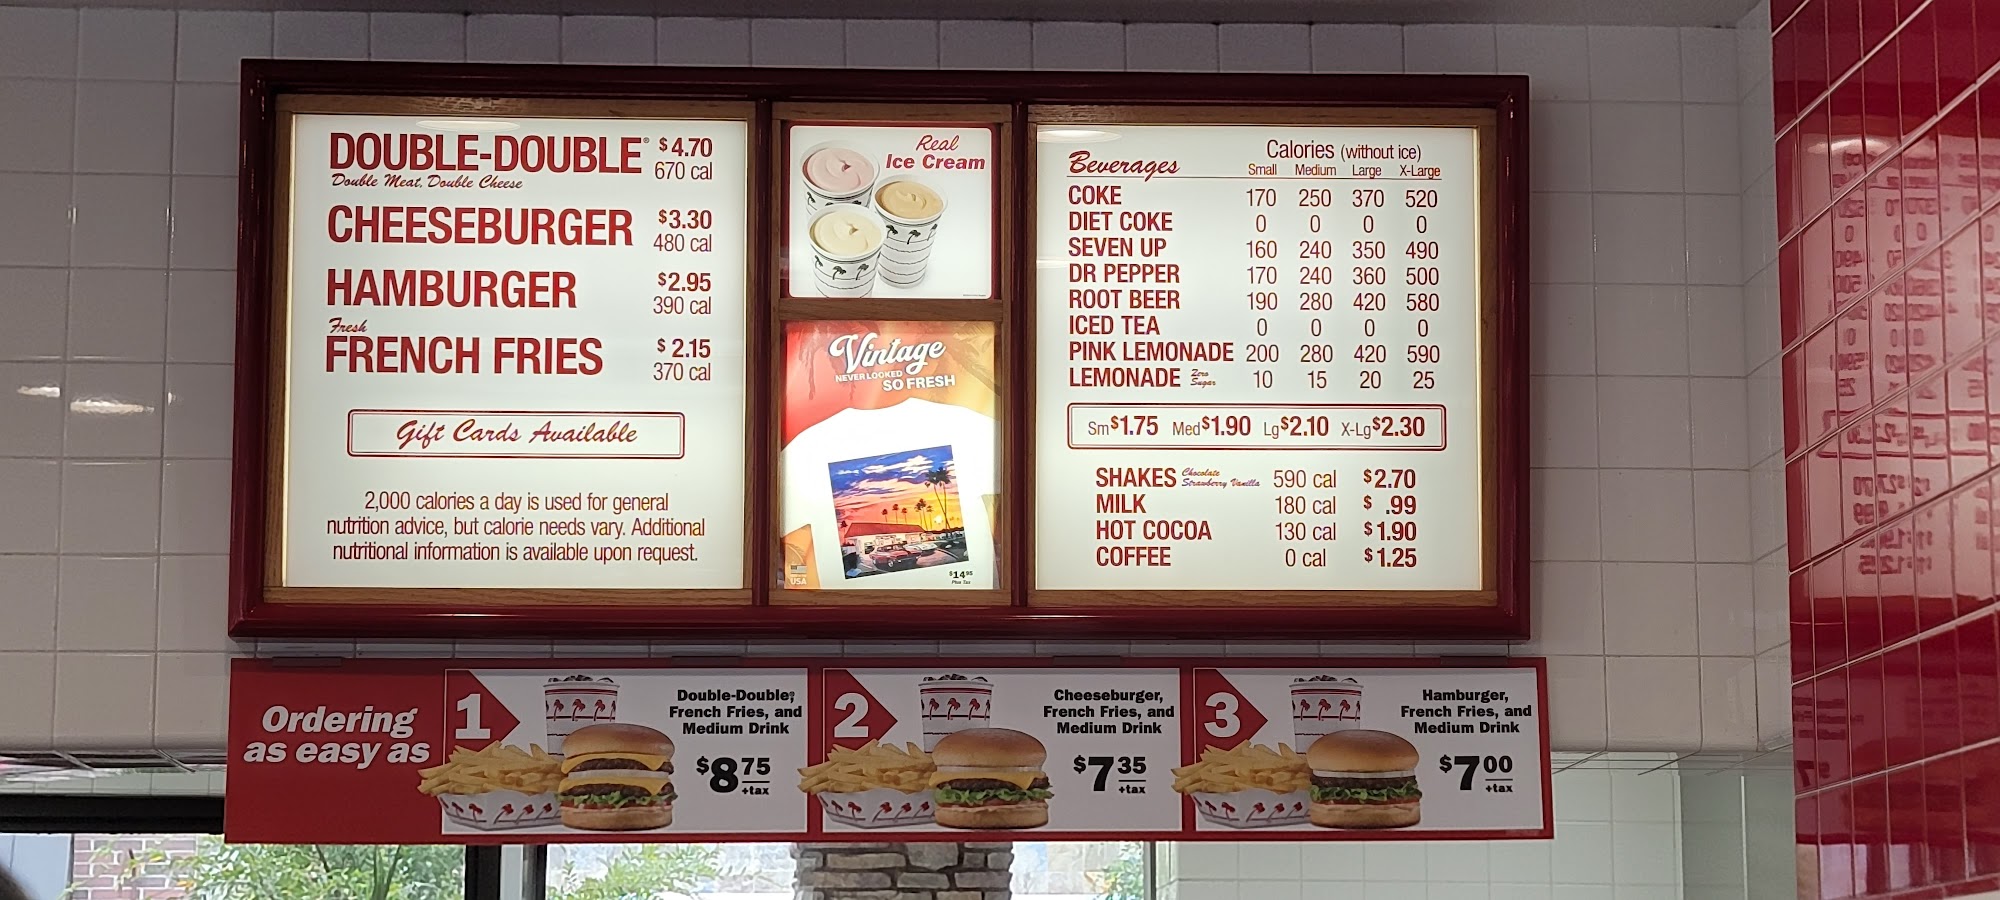 DOUBLE-DOUBLE® $4.70
Double Meat, Double Cheese 670 cal
CHEESEBURGER $3.30
480 cal
HAMBURGER $2.95
390 cal
Fresh
FRENCH FRIES $2.15
370 cal
Gift Cards Available
2,000 calories a day is used for general
nutrition advice, but calorie needs vary. Additional
nutritional information is available upon request.
Real
Ice Cream
Vintage
NEVER LOOKED
SO FRESH
USA
$14.95
Plus Tax
Beverages Calories (without ice)
Small Medium Large X-Large
COKE 170 250 370 520
DIET COKE 0 0 0 0
SEVEN UP 160 240 350 490
DR PEPPER 170 240 360 500
ROOT BEER 190 280 420 580
ICED TEA 0 0 0 0
PINK LEMONADE 200 280 420 590
LEMONADE Zero Sugar 10 15 20 25
Sm $1.75 Med $1.90 Lg $2.10 X-Lg $2.30
SHAKES Chocolate Strawberry Vanilla 590 cal $2.70
MILK 180 cal $ .99
HOT COCOA 130 cal $1.90
COFFEE 0 cal $1.25
Ordering
as easy as
1
Double-Double®,
French Fries, and
Medium Drink
$8 75
+tax
2
Cheeseburger,
French Fries, and
Medium Drink
$7 35
+tax
3
Hamburger,
French Fries, and
Medium Drink
$7 00
+tax